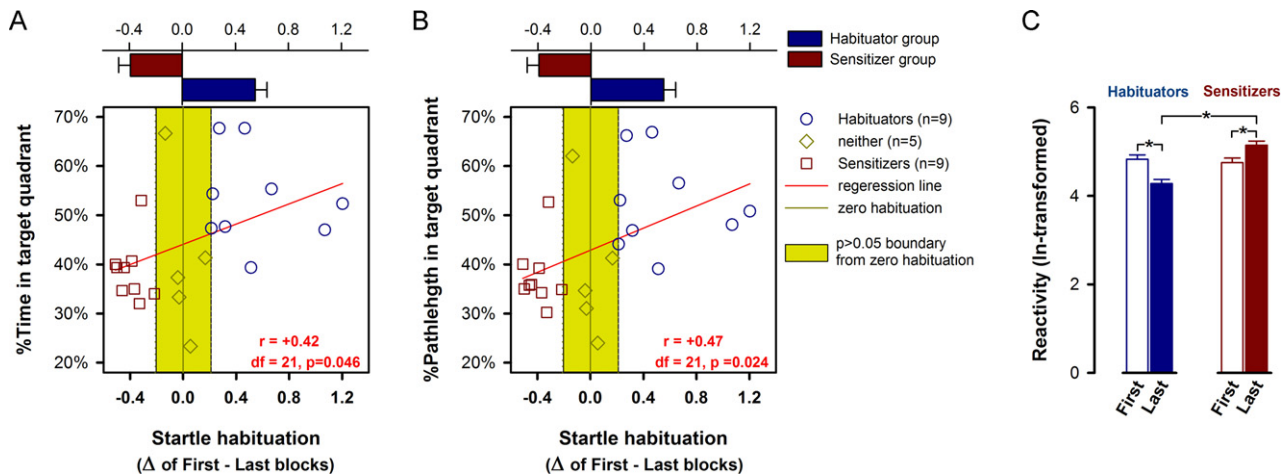 A
-0.4 0.0 0.4 0.8 1.2
%Time in target quadrant
70%
60%
50%
40%
30%
20%
r = +0.42
df = 21, p=0.046
-0.4 0.0 0.4 0.8 1.2
Startle habituation
(Δ of First - Last blocks)
B
-0.4 0.0 0.4 0.8 1.2
%Pathlehgth in target quadrant
70%
60%
50%
40%
30%
20%
r = +0.47
df = 21, p =0.024
-0.4 0.0 0.4 0.8 1.2
Startle habituation
(Δ of First - Last blocks)
Habituator group
Sensitizer group
Habituators (n=9)
neither (n=5)
Sensitizers (n=9)
regeression line
zero habituation
p>0.05 boundary
from zero habituation
C
Habituators Sensitizers
Reactivity (ln-transformed)
6
4
2
0
*
*
*
First Last First Last